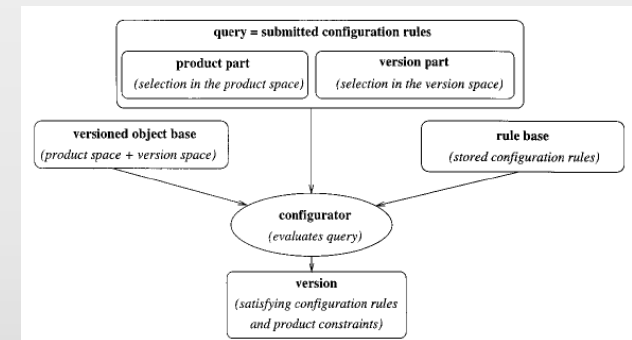 query = submitted configuration rules
product part
(selection in the product space)
version part
(selection in the version space)
versioned object base
(product space + version space)
rule base
(stored configuration rules)
configurator
(evaluates query)
version
(satisfying configuration rules
and product constraints)